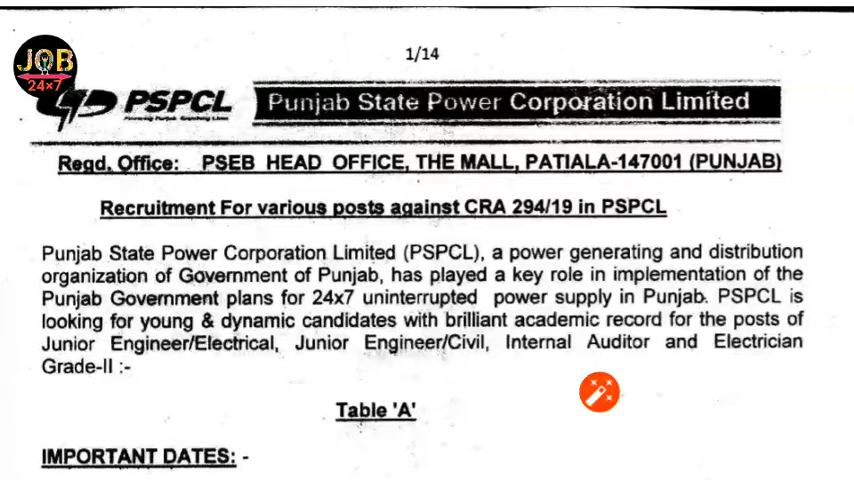 1/14
JOB
24×7
PSPCL
Punjab State Power Corporation Limited
Regd. Office: PSEB HEAD OFFICE, THE MALL, PATIALA-147001 (PUNJAB)
Recruitment For various posts against CRA 294/19 in PSPCL
Punjab State Power Corporation Limited (PSPCL), a power generating and distribution
organization of Government of Punjab, has played a key role in implementation of the
Punjab Government plans for 24x7 uninterrupted power supply in Punjab. PSPCL is
looking for young & dynamic candidates with brilliant academic record for the posts of
Junior Engineer/Electrical, Junior Engineer/Civil, Internal Auditor and Electrician
Grade-II :-
Table 'A'
IMPORTANT DATES: -